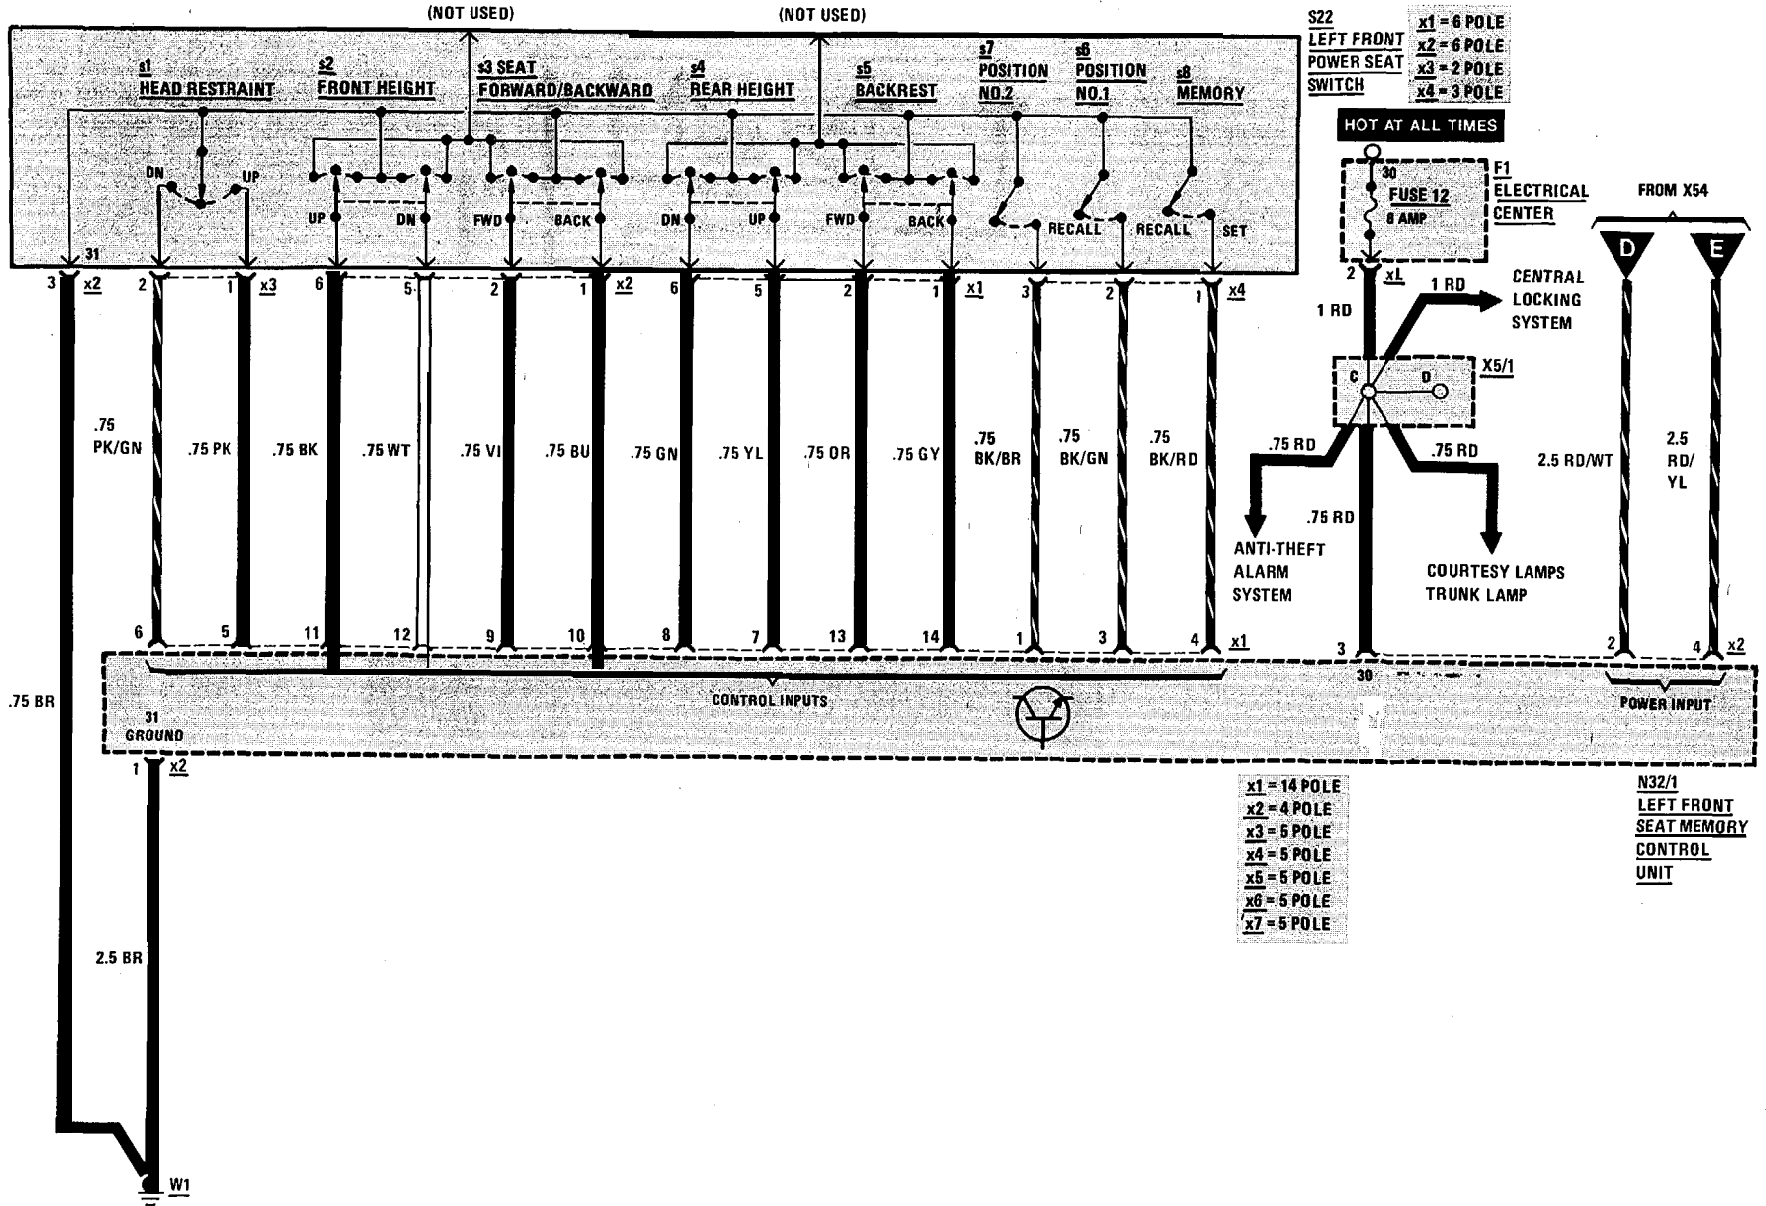 (NOT USED)
(NOT USED)
S22
LEFT FRONT
POWER SEAT
SWITCH
x1 = 6 POLE
x2 = 6 POLE
x3 = 2 POLE
x4 = 3 POLE
s1
HEAD RESTRAINT
s2
FRONT HEIGHT
s3 SEAT
FORWARD/BACKWARD
s4
REAR HEIGHT
s5
BACKREST
s7
POSITION
NO.2
s6
POSITION
NO.1
s8
MEMORY
HOT AT ALL TIMES
DN
UP
UP
DN
FWD
BACK
DN
UP
FWD
BACK
RECALL
RECALL
SET
30
FUSE 12
8 AMP
F1
ELECTRICAL
CENTER
FROM X54
D
E
31
3
x2
2
1
x3
6
5
2
1
x2
6
5
2
1
x1
3
2
1
x4
2
xL
1 RD
1 RD
CENTRAL
LOCKING
SYSTEM
X5/1
C
D
.75
PK/GN
.75 PK
.75 BK
.75 WT
.75 VI
.75 BU
.75 GN
.75 YL
.75 OR
.75 GY
.75
BK/BR
.75
BK/GN
.75
BK/RD
.75 RD
.75 RD
.75 RD
2.5 RD/WT
2.5
RD/
YL
ANTI-THEFT
ALARM
SYSTEM
COURTESY LAMPS
TRUNK LAMP
6
5
11
12
9
10
8
7
13
14
1
3
4
x1
3
2
4
x2
.75 BR
31
GROUND
CONTROL INPUTS
30
POWER INPUT
1
x2
x1 = 14 POLE
x2 = 4 POLE
x3 = 5 POLE
x4 = 5 POLE
x5 = 5 POLE
x6 = 5 POLE
x7 = 5 POLE
N32/1
LEFT FRONT
SEAT MEMORY
CONTROL
UNIT
2.5 BR
W1